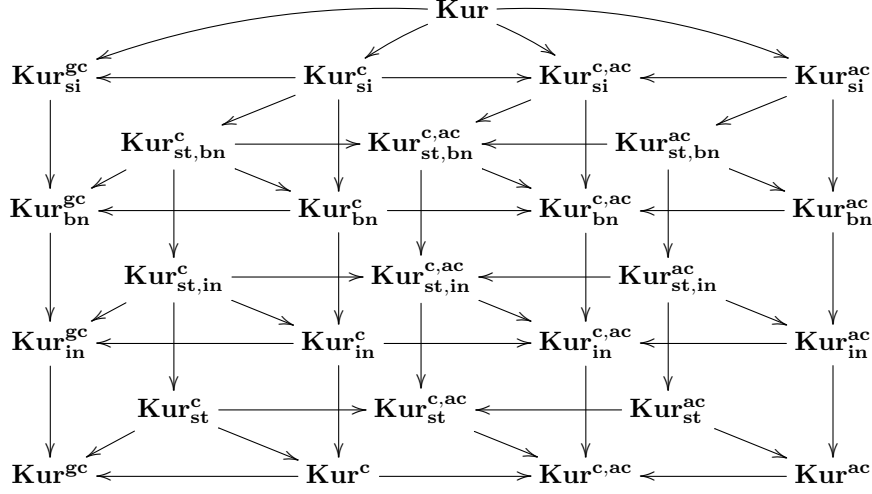 Kur
Kur^gc_si Kur^c_si Kur^c,ac_si Kur^ac_si
Kur^c_st,bn Kur^c,ac_st,bn Kur^ac_st,bn
Kur^gc_bn Kur^c_bn Kur^c,ac_bn Kur^ac_bn
Kur^c_st,in Kur^c,ac_st,in Kur^ac_st,in
Kur^gc_in Kur^c_in Kur^c,ac_in Kur^ac_in
Kur^c_st Kur^c,ac_st Kur^ac_st
Kur^gc Kur^c Kur^c,ac Kur^ac